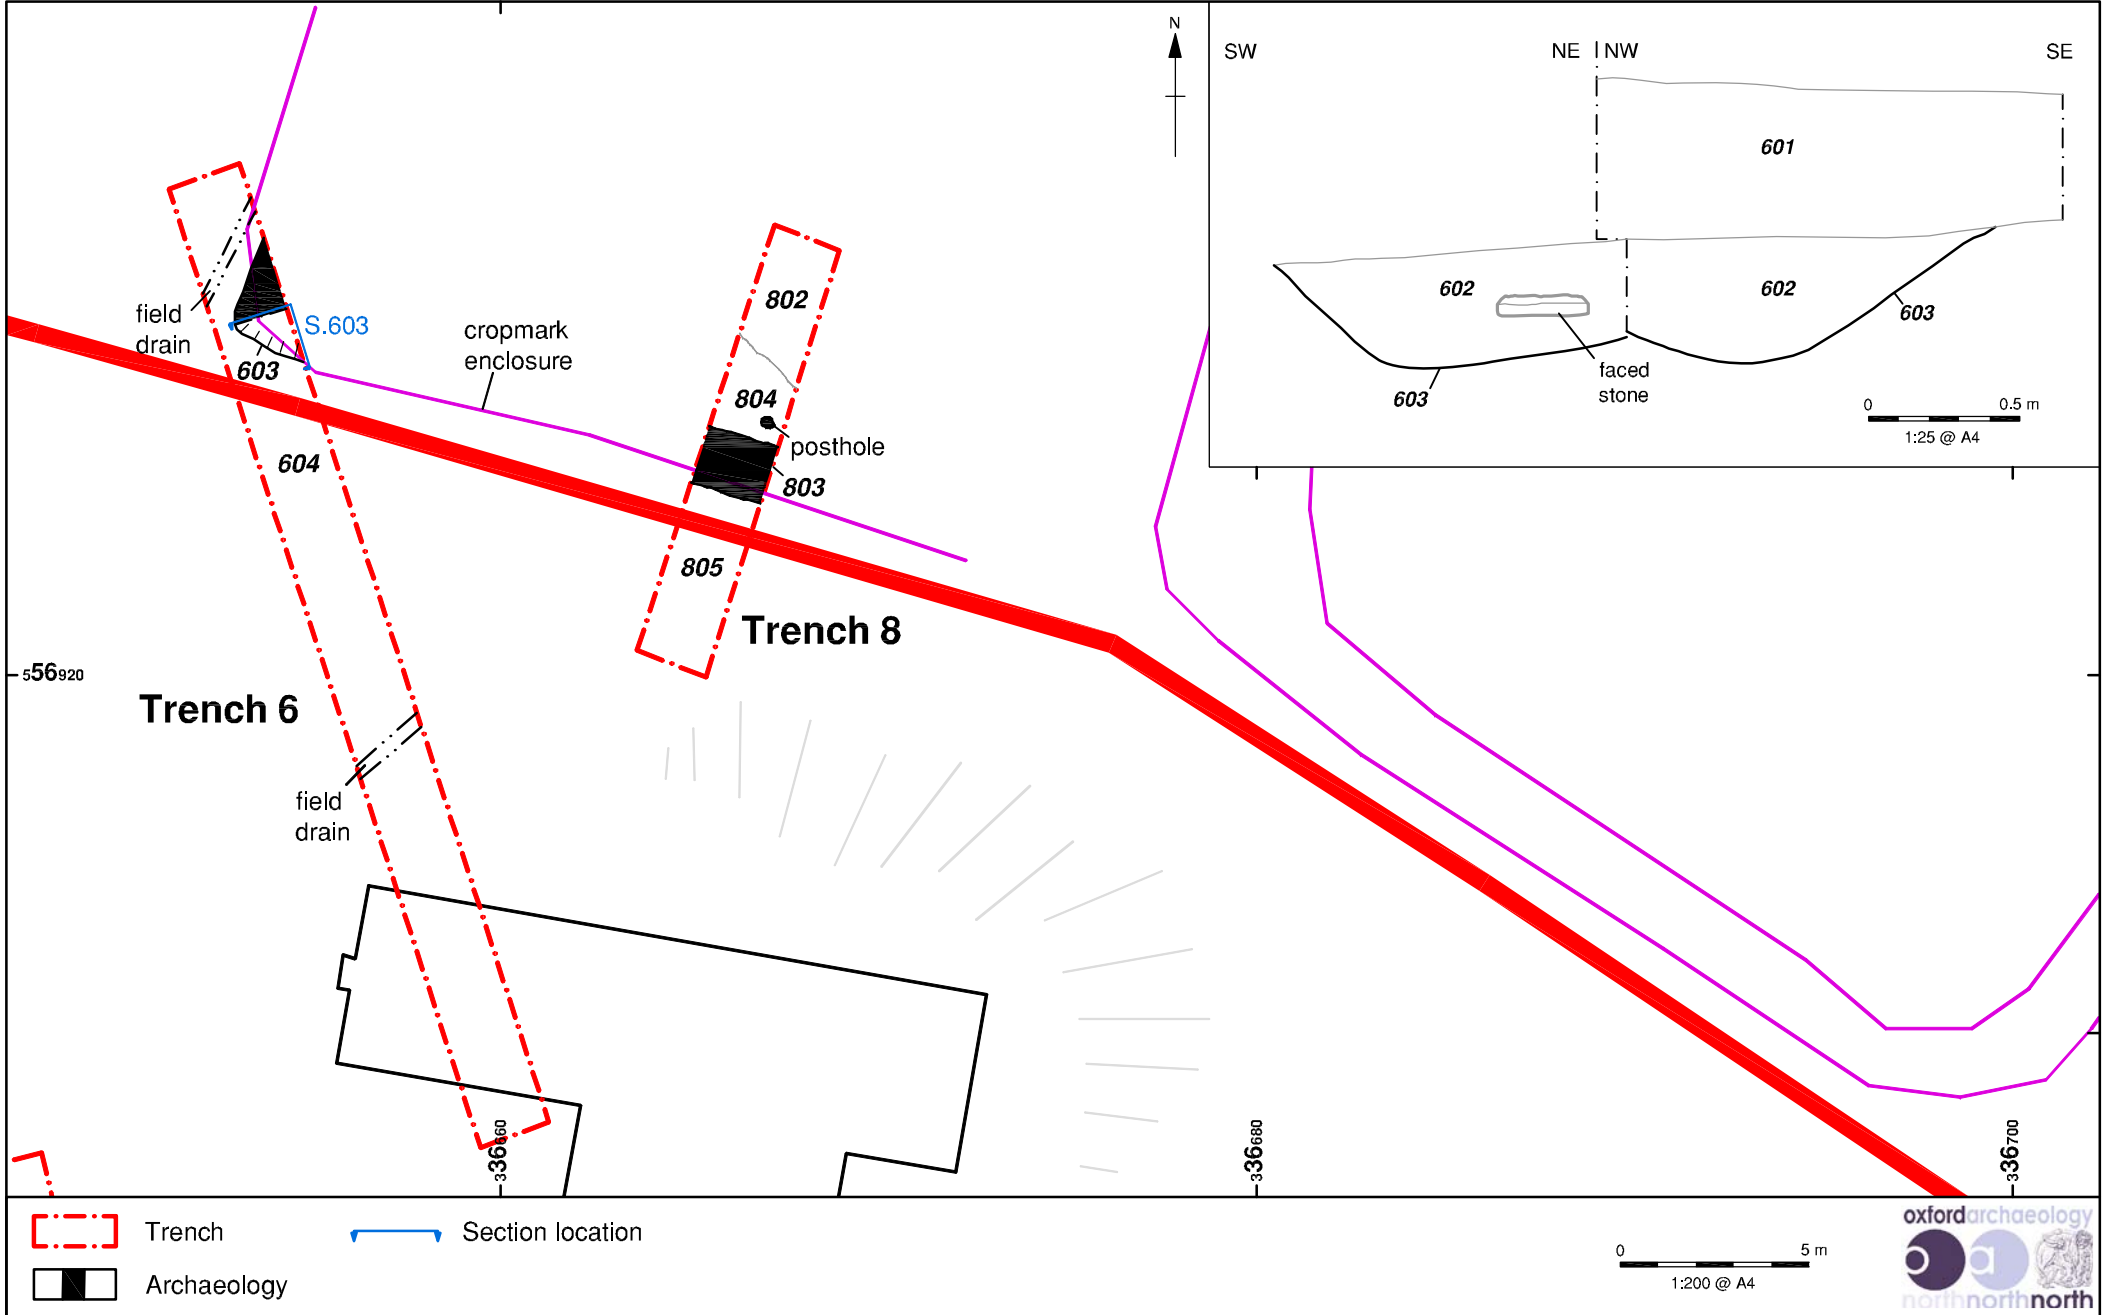 N
SW
NE
NW
SE
601
602
602
603
603
faced
stone
0
0.5 m
1:25 @ A4
field
drain
603
S.603
cropmark
enclosure
802
804
posthole
803
604
805
Trench 8
556920
Trench 6
field
drain
336660
336680
336700
Trench
Section location
Archaeology
0
5 m
1:200 @ A4
oxfordarchaeology
northnorthnorth